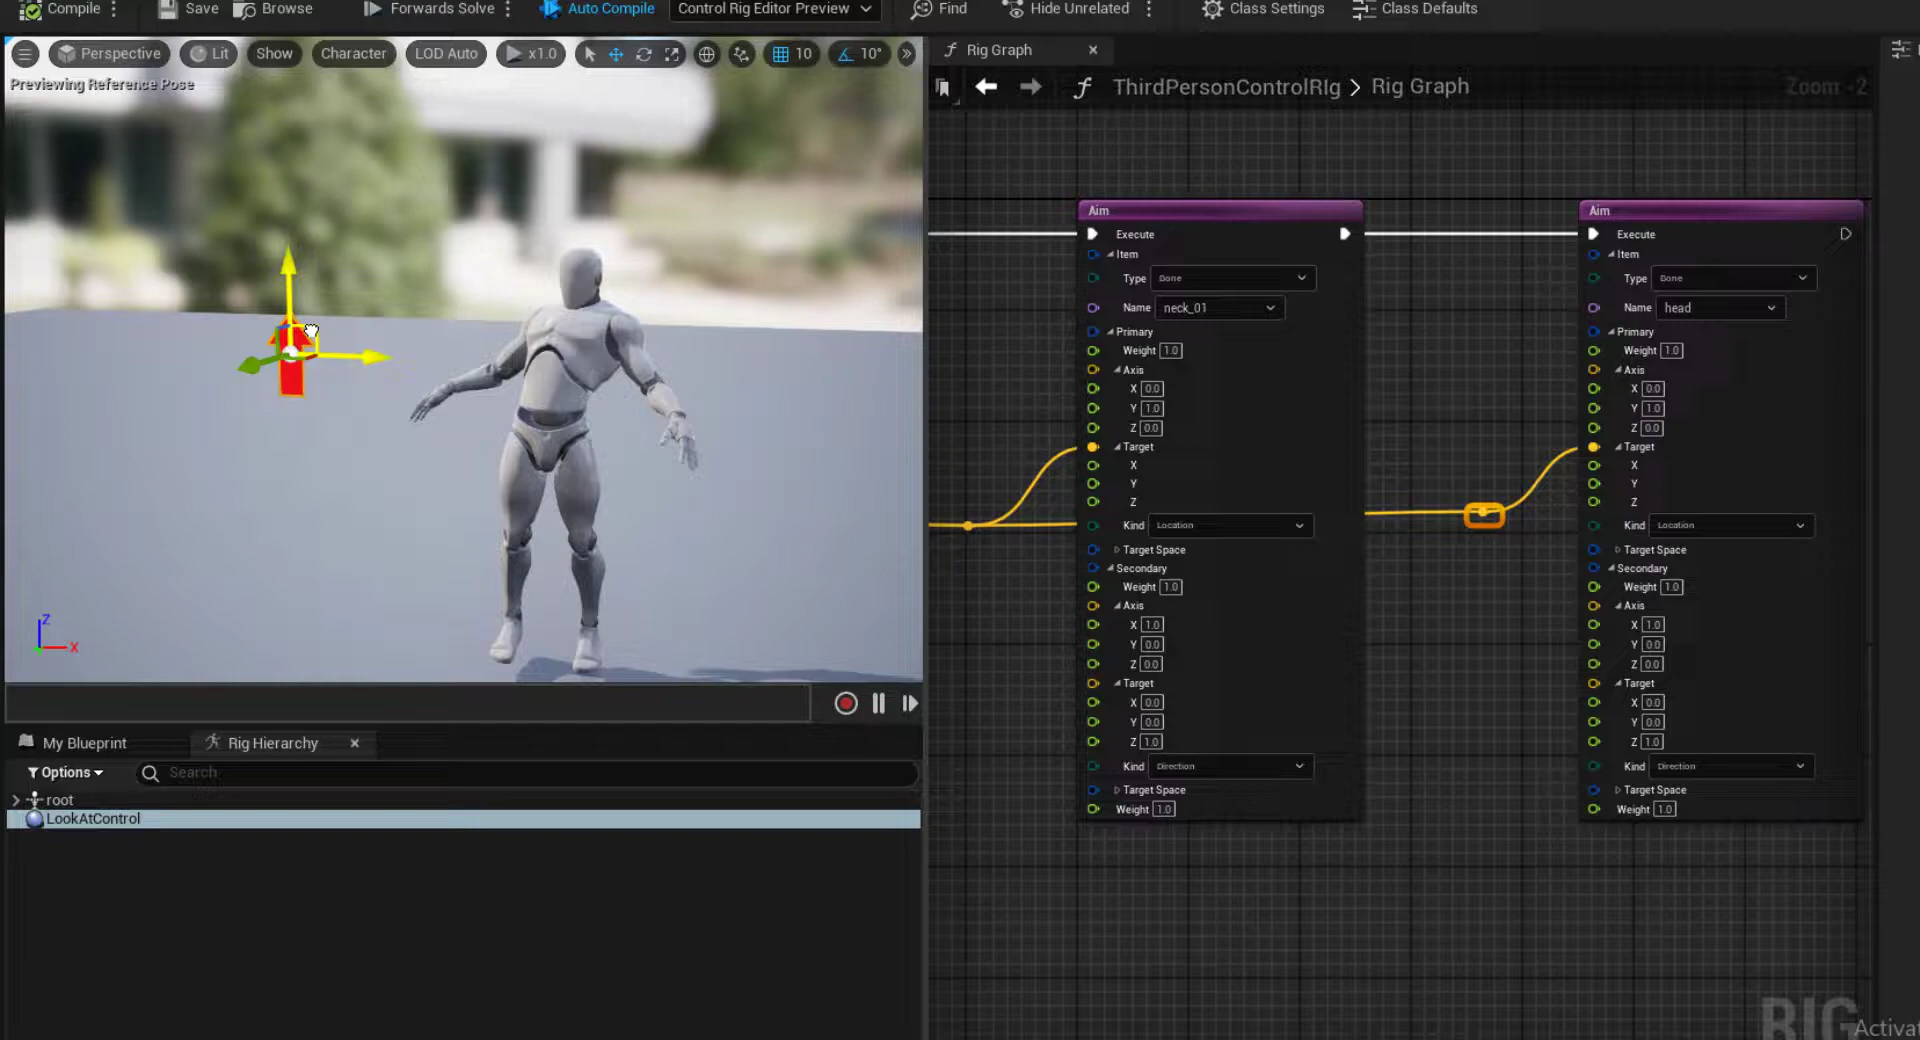 Compile
Save
Browse
Forwards Solve
Auto Compile
Control Rig Editor Preview
Find
Hide Unrelated
Class Settings
Class Defaults
Perspective
Lit
Show
Character
LOD Auto
x1.0
10
10°
Previewing Reference Pose
Z
X
My Blueprint
Rig Hierarchy
Options
Search
root
LookAtControl
Rig Graph
ThirdPersonControlRIg > Rig Graph
Zoom -2
Aim
Execute
Item
Type Bone
Name neck_01
Primary
Weight 1.0
Axis
X 0.0
Y 1.0
Z 0.0
Target
X
Y
Z
Kind Location
Target Space
Secondary
Weight 1.0
Axis
X 1.0
Y 0.0
Z 0.0
Target
X 0.0
Y 0.0
Z 1.0
Kind Direction
Target Space
Weight 1.0
Aim
Execute
Item
Type Bone
Name head
Primary
Weight 1.0
Axis
X 0.0
Y 1.0
Z 0.0
Target
X
Y
Z
Kind Location
Target Space
Secondary
Weight 1.0
Axis
X 1.0
Y 0.0
Z 0.0
Target
X 0.0
Y 0.0
Z 1.0
Kind Direction
Target Space
Weight 1.0
RIG
Activat